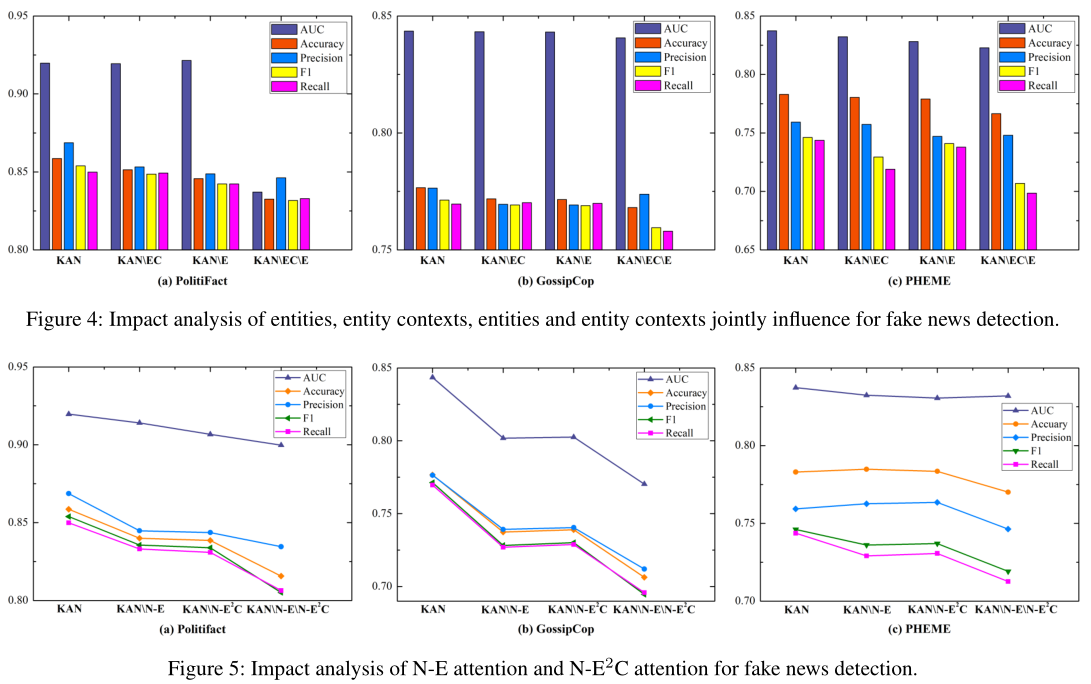 0.95
0.90
0.85
0.80
AUC
Accuracy
Precision
F1
Recall
KAN KAN\EC KAN\E KAN\EC\E
(a) PolitiFact
0.85
0.80
0.75
AUC
Accuracy
Precision
F1
Recall
KAN KAN\EC KAN\E KAN\EC\E
(b) GossipCop
0.85
0.80
0.75
0.70
0.65
AUC
Accuracy
Precision
F1
Recall
KAN KAN\EC KAN\E KAN\EC\E
(c) PHEME
Figure 4: Impact analysis of entities, entity contexts, entities and entity contexts jointly influence for fake news detection.
0.95
0.90
0.85
0.80
AUC
Accuracy
Precision
F1
Recall
KAN KAN\N-E KAN\N-E²C KAN\N-E\N-E²C
(a) Politifact
0.85
0.80
0.75
0.70
AUC
Accuracy
Precision
F1
Recall
KAN KAN\N-E KAN\N-E²C KAN\N-E\N-E²C
(b) GossipCop
0.85
0.80
0.75
0.70
AUC
Accuary
Precision
F1
Recall
KAN KAN\N-E KAN\N-E²C KAN\N-E\N-E²C
(c) PHEME
Figure 5: Impact analysis of N-E attention and N-E²C attention for fake news detection.